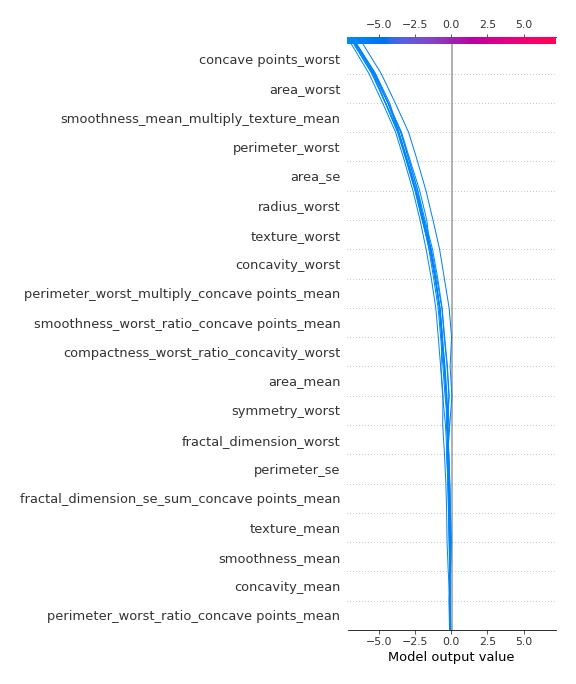 −5.0 −2.5 0.0 2.5 5.0
concave points_worst
area_worst
smoothness_mean_multiply_texture_mean
perimeter_worst
area_se
radius_worst
texture_worst
concavity_worst
perimeter_worst_multiply_concave points_mean
smoothness_worst_ratio_concave points_mean
compactness_worst_ratio_concavity_worst
area_mean
symmetry_worst
fractal_dimension_worst
perimeter_se
fractal_dimension_se_sum_concave points_mean
texture_mean
smoothness_mean
concavity_mean
perimeter_worst_ratio_concave points_mean
−5.0 −2.5 0.0 2.5 5.0
Model output value